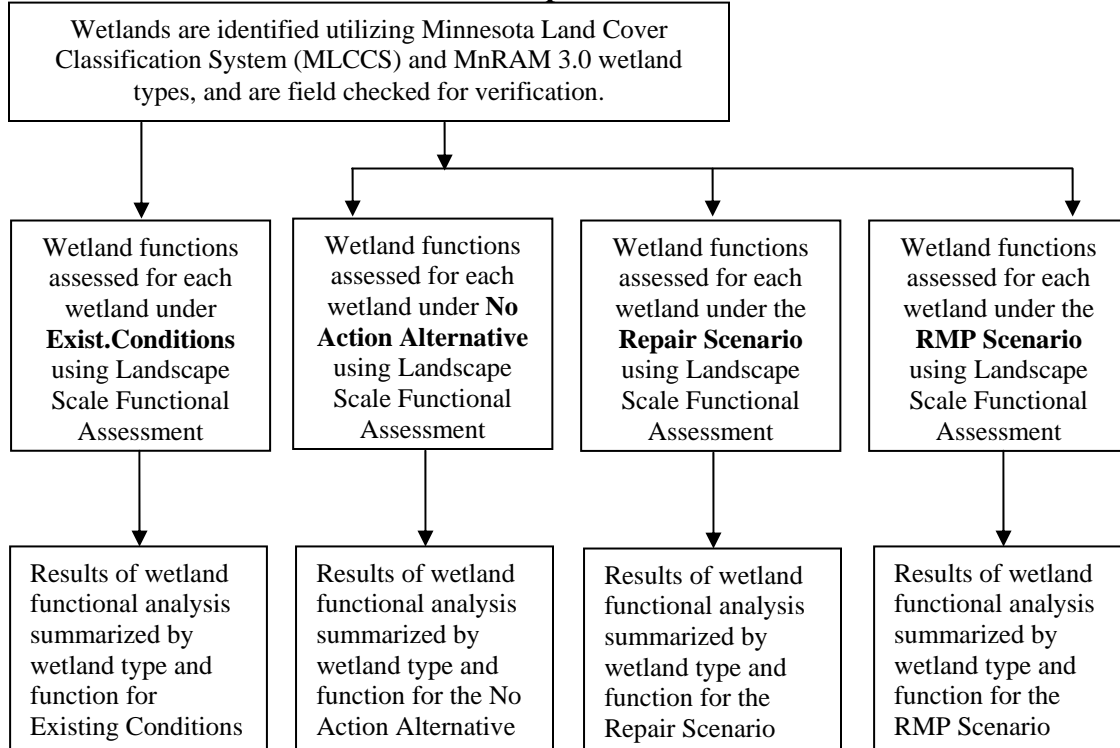 Wetlands are identified utilizing Minnesota Land Cover
Classification System (MLCCS) and MnRAM 3.0 wetland
types, and are field checked for verification.
Wetland functions
assessed for each
wetland under
Exist.Conditions
using Landscape
Scale Functional
Assessment
Wetland functions
assessed for each
wetland under No
Action Alternative
using Landscape
Scale Functional
Assessment
Wetland functions
assessed for each
wetland under the
Repair Scenario
using Landscape
Scale Functional
Assessment
Wetland functions
assessed for each
wetland under the
RMP Scenario
using Landscape
Scale Functional
Assessment
Results of wetland
functional analysis
summarized by
wetland type and
function for
Existing Conditions
Results of wetland
functional analysis
summarized by
wetland type and
function for the No
Action Alternative
Results of wetland
functional analysis
summarized by
wetland type and
function for the
Repair Scenario
Results of wetland
functional analysis
summarized by
wetland type and
function for the
RMP Scenario